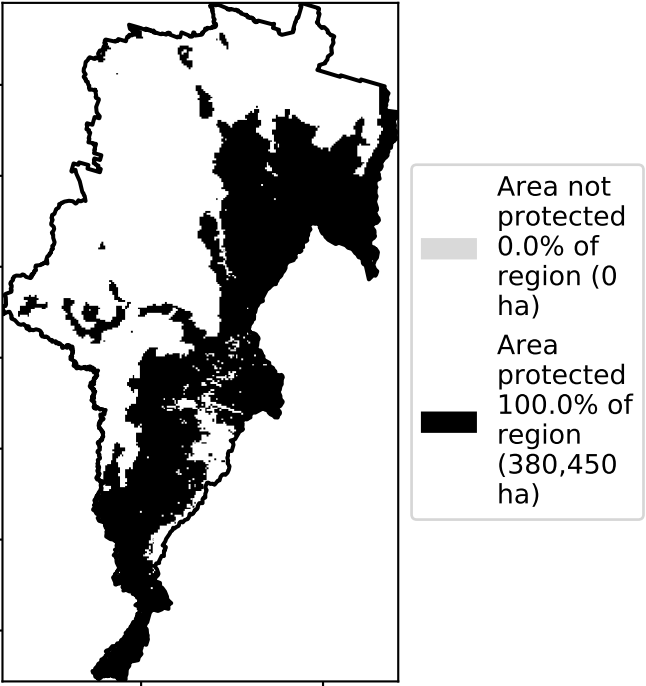 Area not
protected
0.0% of
region (0
ha)
Area
protected
100.0% of
region
(380,450
ha)